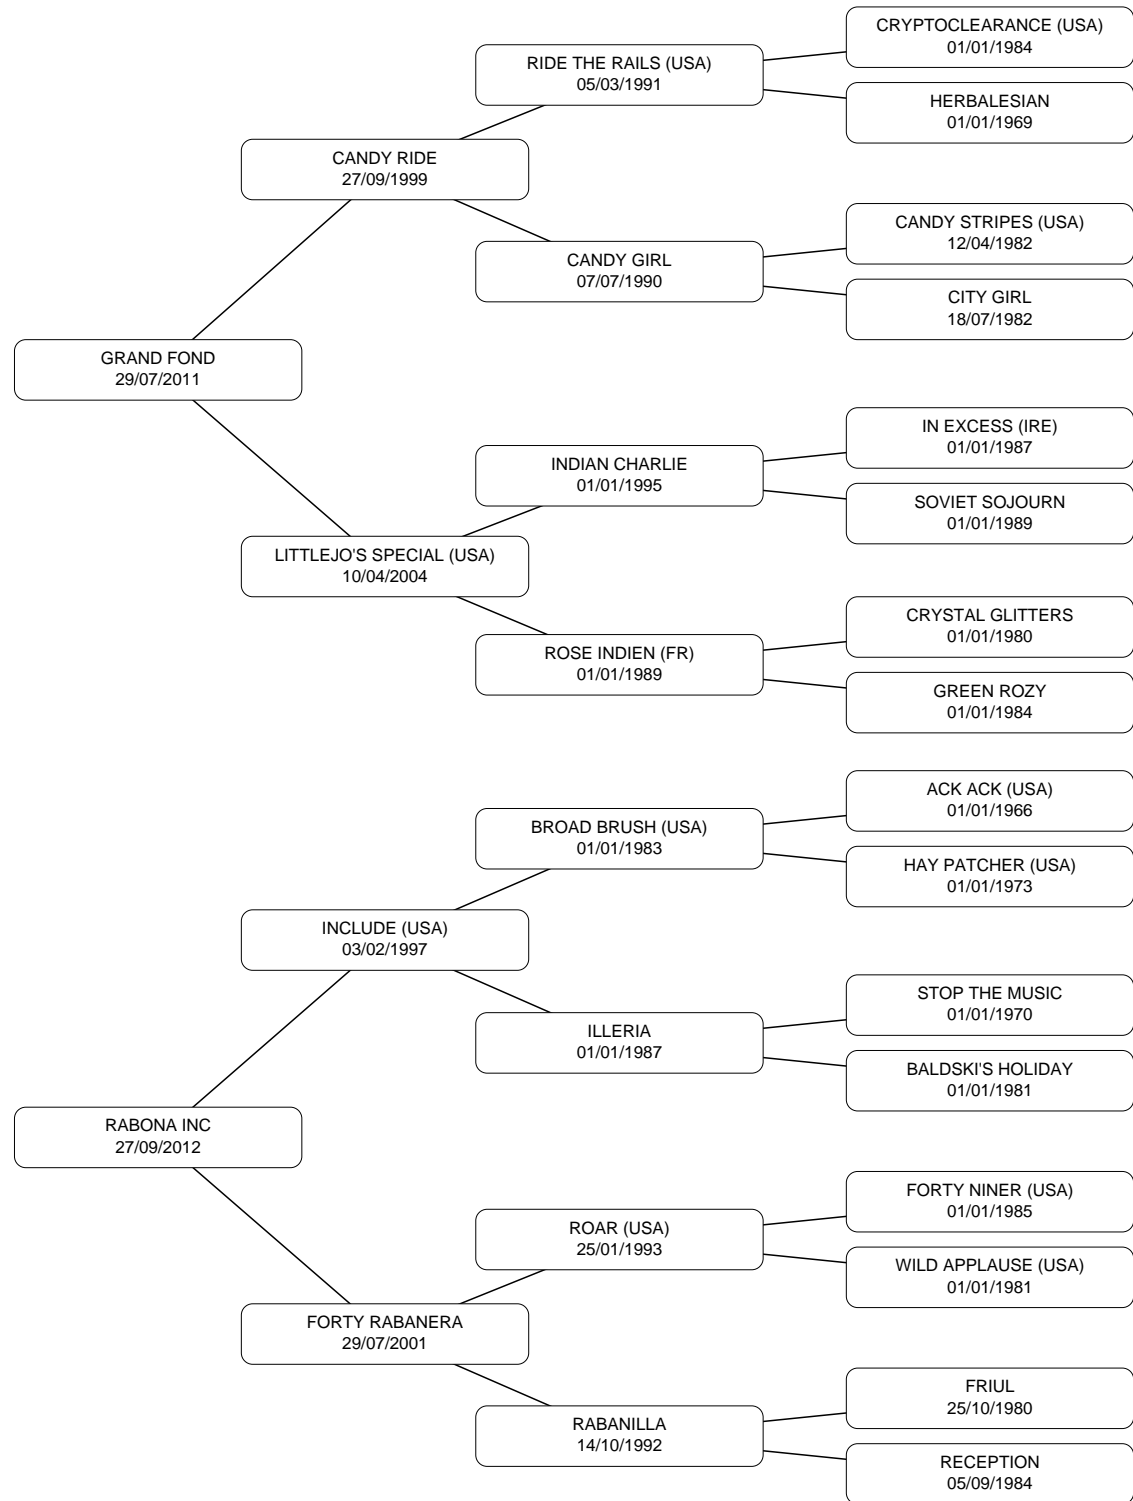 CRYPTOCLEARANCE (USA)
01/01/1984
RIDE THE RAILS (USA)
05/03/1991
HERBALESIAN
01/01/1969
CANDY RIDE
27/09/1999
CANDY STRIPES (USA)
12/04/1982
CANDY GIRL
07/07/1990
CITY GIRL
18/07/1982
GRAND FOND
29/07/2011
IN EXCESS (IRE)
01/01/1987
INDIAN CHARLIE
01/01/1995
SOVIET SOJOURN
01/01/1989
LITTLEJO'S SPECIAL (USA)
10/04/2004
CRYSTAL GLITTERS
01/01/1980
ROSE INDIEN (FR)
01/01/1989
GREEN ROZY
01/01/1984
ACK ACK (USA)
01/01/1966
BROAD BRUSH (USA)
01/01/1983
HAY PATCHER (USA)
01/01/1973
INCLUDE (USA)
03/02/1997
STOP THE MUSIC
01/01/1970
ILLERIA
01/01/1987
BALDSKI'S HOLIDAY
01/01/1981
RABONA INC
27/09/2012
FORTY NINER (USA)
01/01/1985
ROAR (USA)
25/01/1993
WILD APPLAUSE (USA)
01/01/1981
FORTY RABANERA
29/07/2001
FRIUL
25/10/1980
RABANILLA
14/10/1992
RECEPTION
05/09/1984